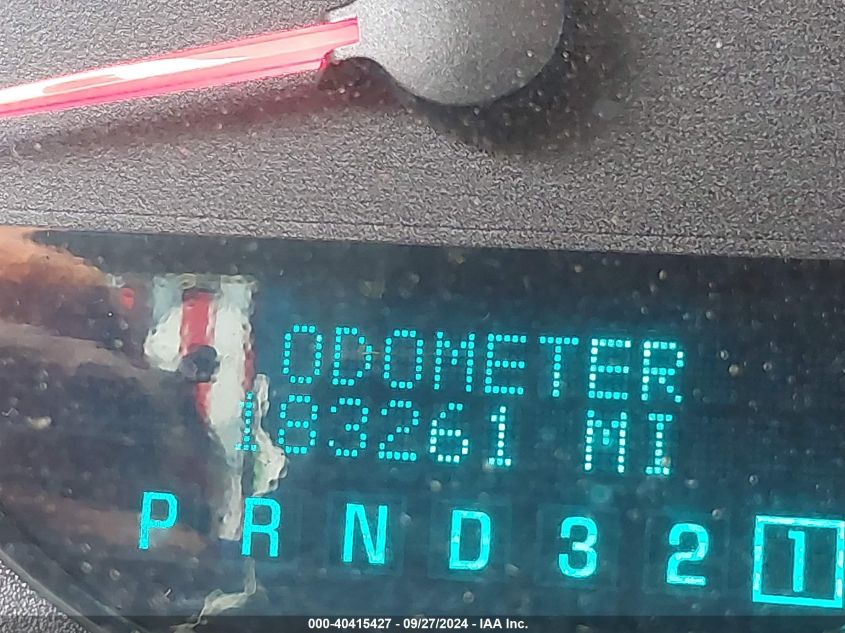 ODOMETER
183261 MI
P R N D 3 2 1
000-40415427 - 09/27/2024 - IAA Inc.